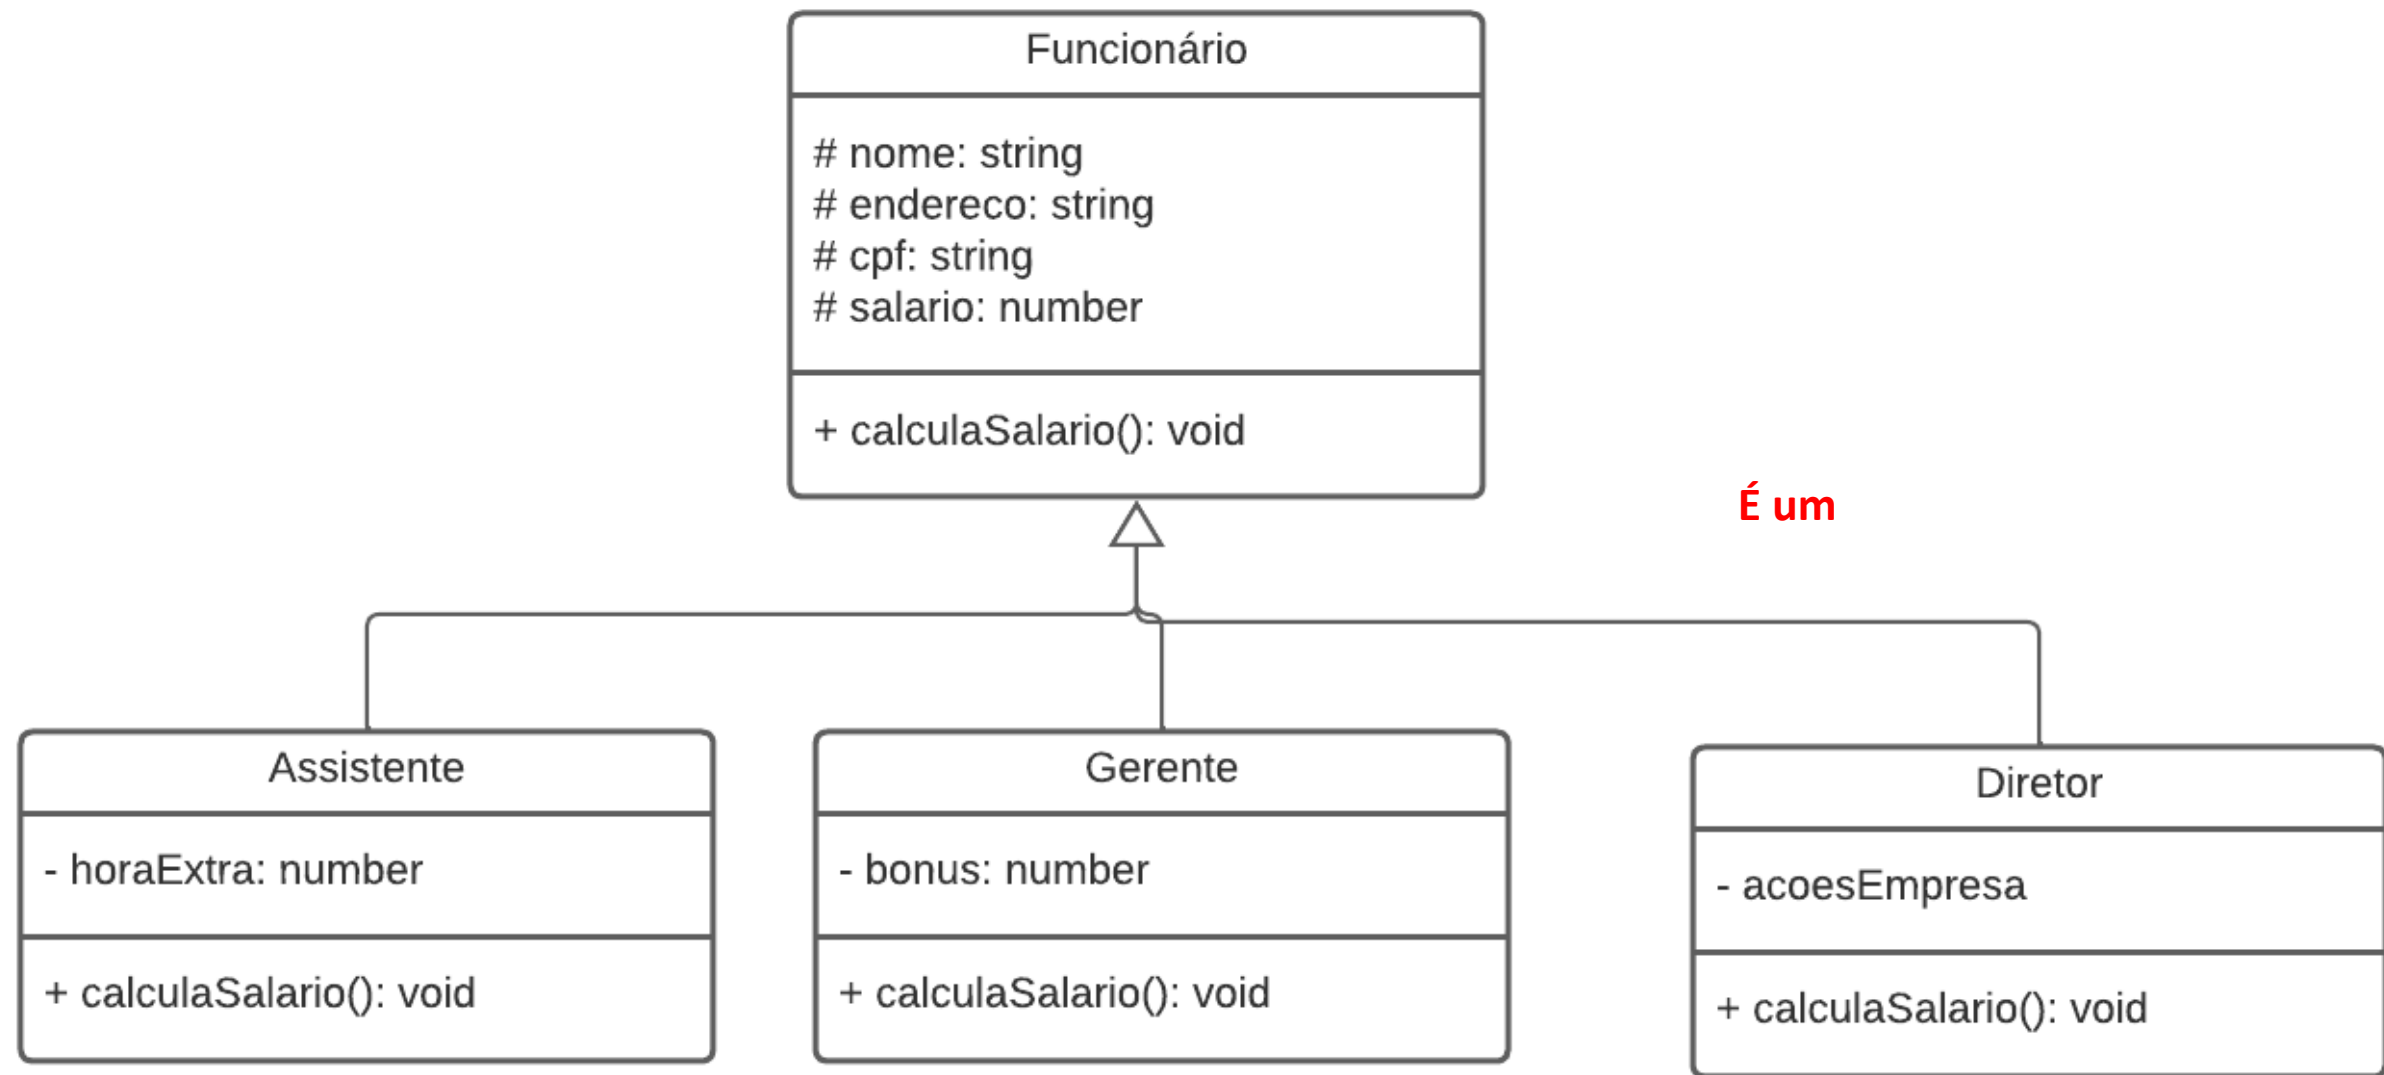 Funcionário
# nome: string
# endereco: string
# cpf: string
# salario: number
+ calculaSalario(): void
É um
Assistente
- horaExtra: number
+ calculaSalario(): void
Gerente
- bonus: number
+ calculaSalario(): void
Diretor
- acoesEmpresa
+ calculaSalario(): void